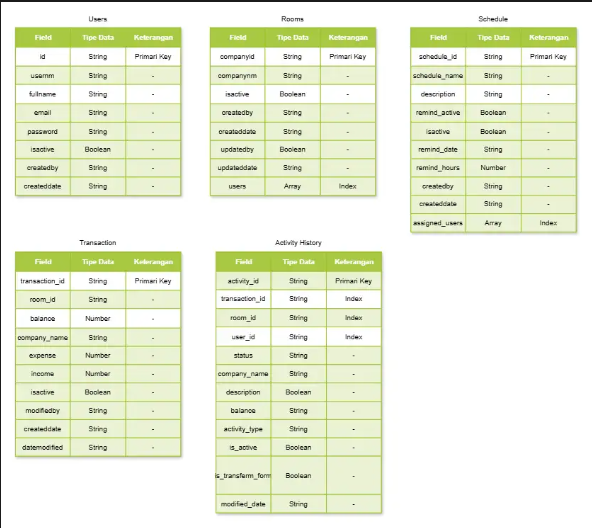 Users
Field Tipe Data Keterangan
id String Primari Key
usernm String -
fullname String -
email String -
password String -
isactive Boolean -
createdby String -
createddate String -
Rooms
Field Tipe Data Keterangan
companyid String Primari Key
companynm String -
isactive Boolean -
createdby String -
createddate String -
updatedby Boolean -
updateddate String -
users Array Index
Schedule
Field Tipe Data Keterangan
schedule_id String Primari Key
schedule_name String -
description String -
remind_active Boolean -
isactive Boolean -
remind_date String -
remind_hours Number -
createdby String -
createddate String -
assigned_users Array Index
Transaction
Field Tipe Data Keterangan
transaction_id String Primari Key
room_id String -
balance Number -
company_name String -
expense Number -
income Number -
isactive Boolean -
modifiedby String -
createddate String -
datemodified String -
Activity History
Field Tipe Data Keterangan
activity_id String Primari Key
transaction_id String Index
room_id String Index
user_id String Index
status String -
company_name String -
description Boolean -
balance String -
activity_type String -
is_active Boolean -
is_transferm_form Boolean -
modified_date String -